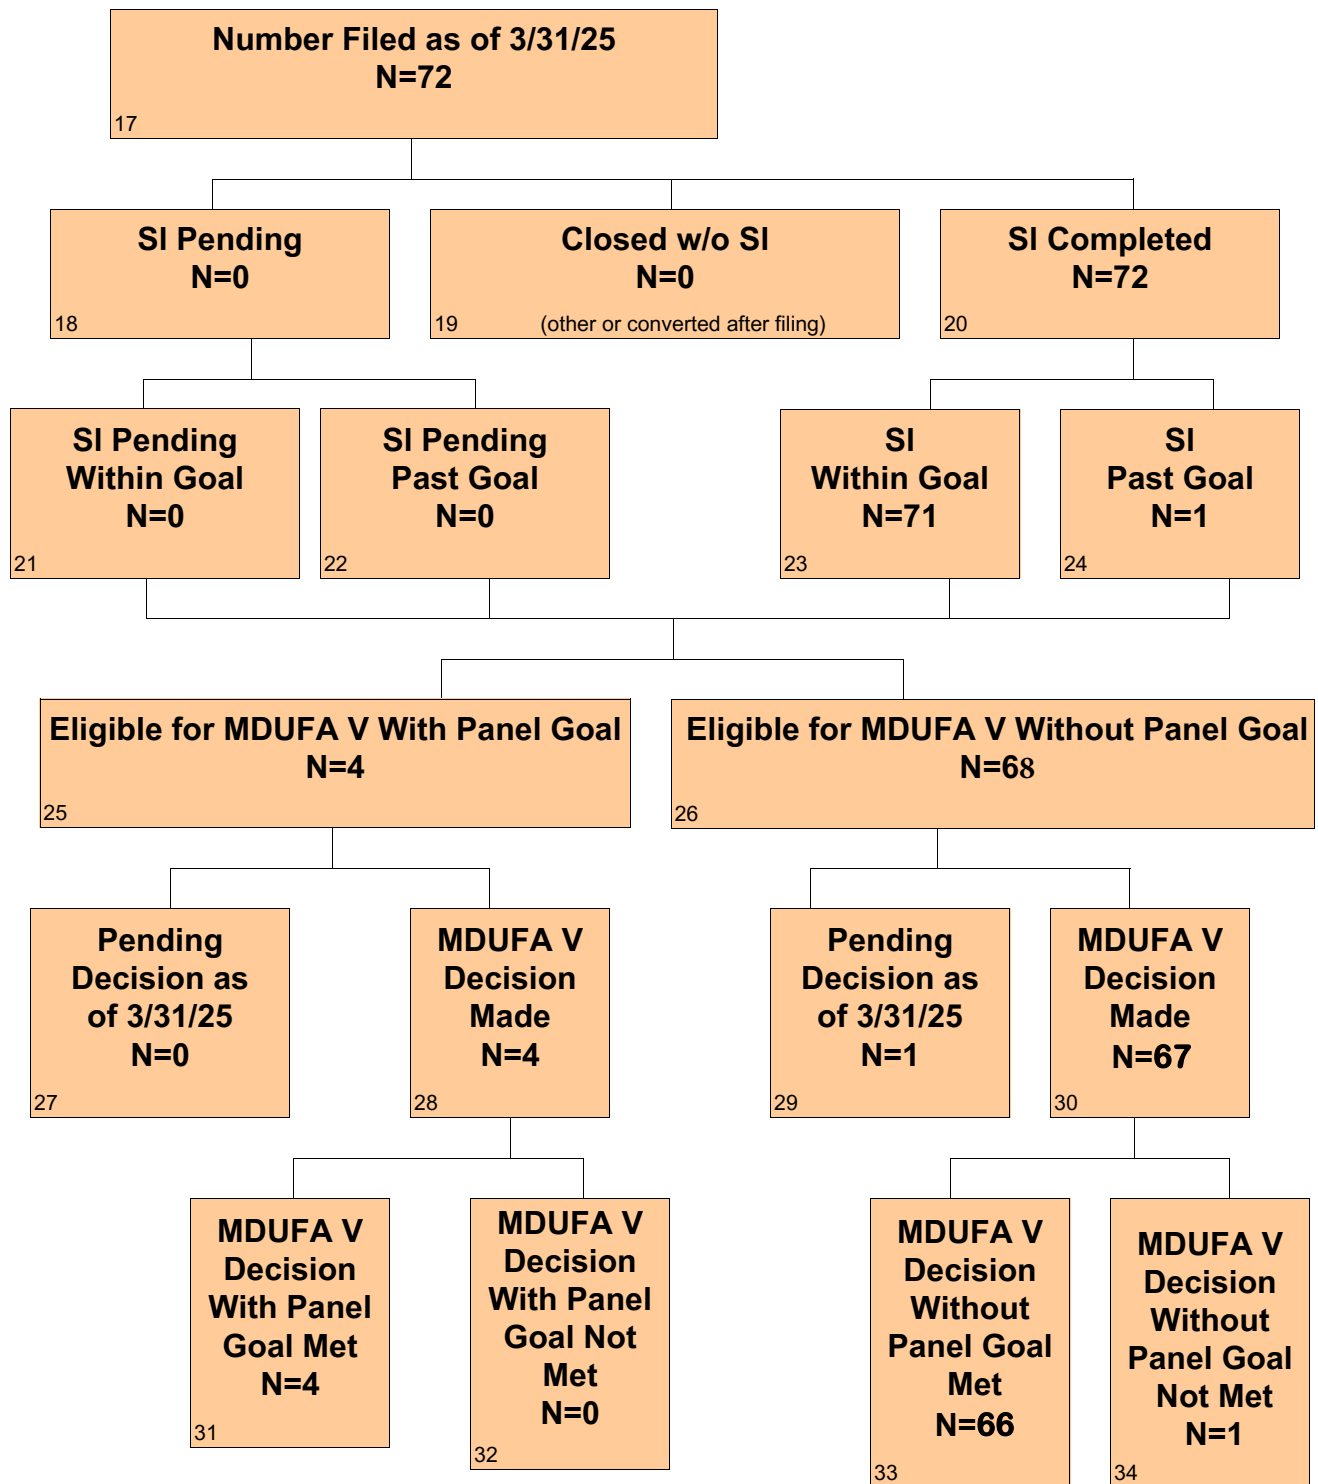 Number Filed as of 3/31/25
N=72
17
SI Pending
N=0
18
Closed w/o SI
N=0
19 (other or converted after filing)
SI Completed
N=72
20
SI Pending
Within Goal
N=0
21
SI Pending
Past Goal
N=0
22
SI
Within Goal
N=71
23
SI
Past Goal
N=1
24
Eligible for MDUFA V With Panel Goal
N=4
25
Eligible for MDUFA V Without Panel Goal
N=68
26
Pending
Decision as
of 3/31/25
N=0
27
MDUFA V
Decision
Made
N=4
28
Pending
Decision as
of 3/31/25
N=1
29
MDUFA V
Decision
Made
N=67
30
MDUFA V
Decision
With Panel
Goal Met
N=4
31
MDUFA V
Decision
With Panel
Goal Not
Met
N=0
32
MDUFA V
Decision
Without
Panel Goal
Met
N=66
33
MDUFA V
Decision
Without
Panel Goal
Not Met
N=1
34